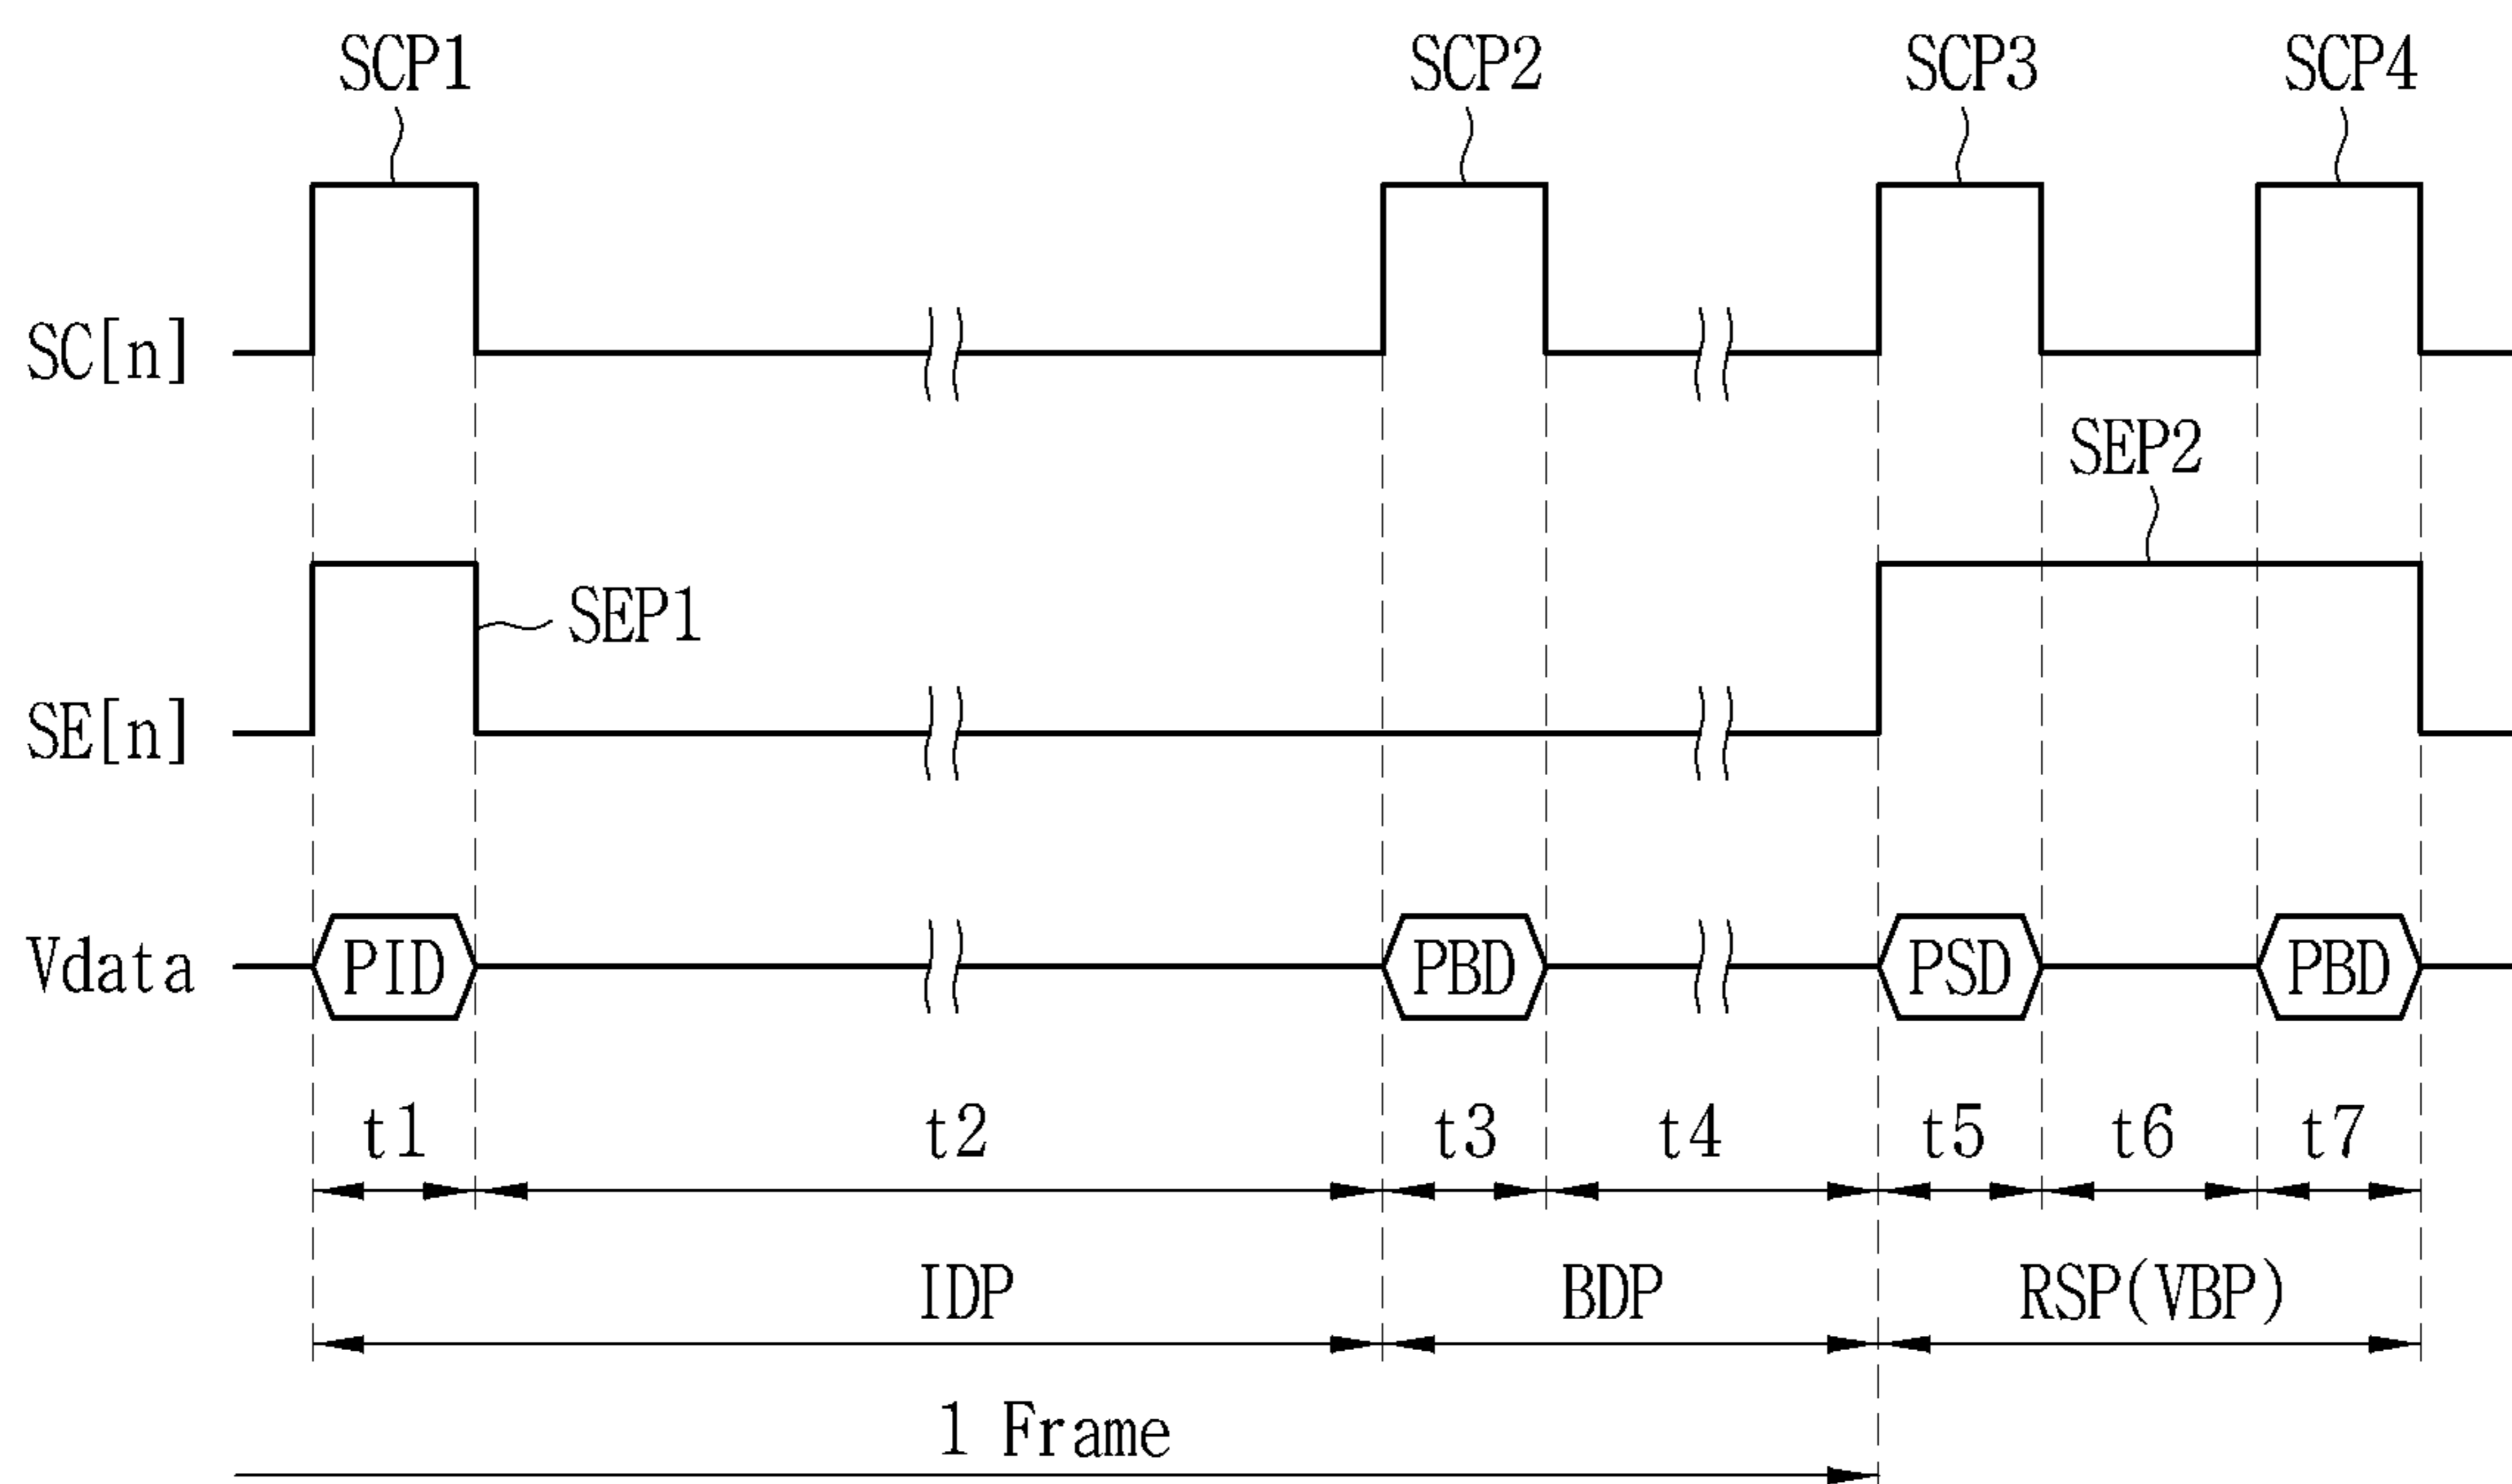 SCP1 SCP2 SCP3 SCP4
SC[n]
SEP2
SEP1
SE[n]
Vdata PID PBD PSD PBD
t1 t2 t3 t4 t5 t6 t7
IDP BDP RSP(VBP)
1 Frame